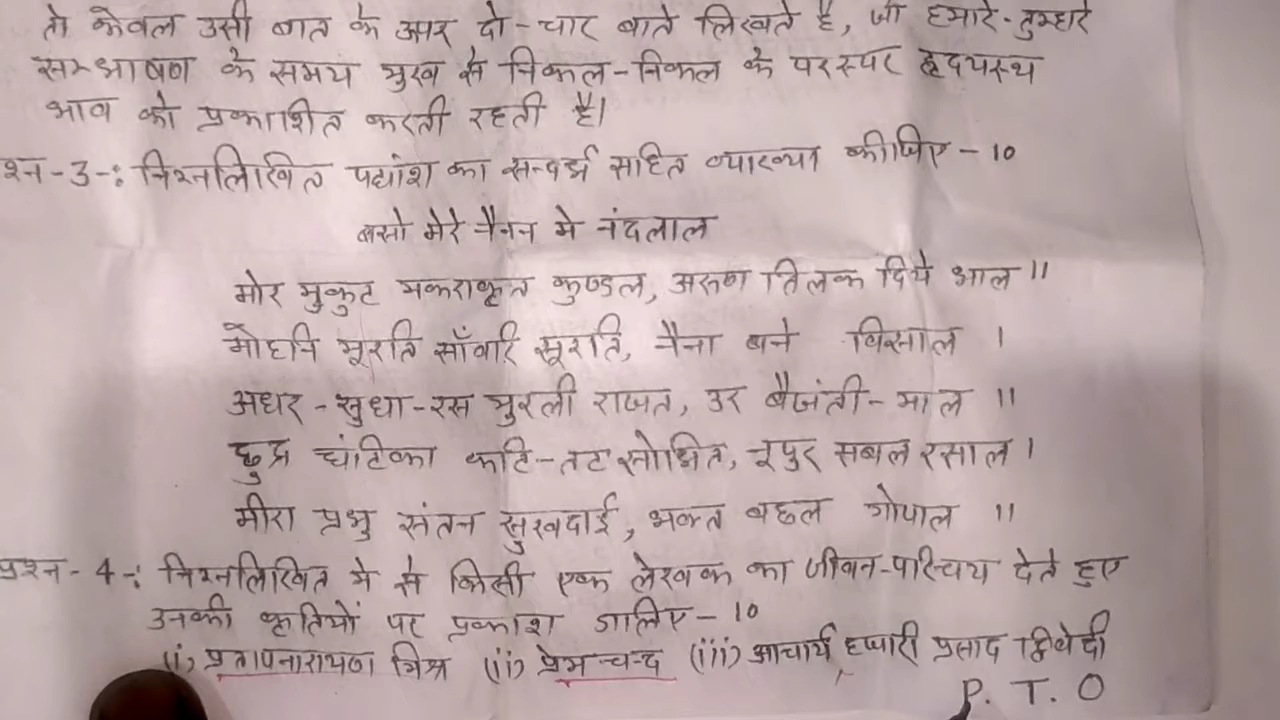 तो केवल उसी बात के ऊपर दो-चार बाते लिखते है, जो हमारे-तुम्हारे
सम्भाषण के समय मुख से निकल-निकल के परस्पर हृदयस्थ
भाव को प्रकाशित करती रहती है।
श्न-3-: निम्नलिखित पद्यांश का सन्दर्भ सहित व्याख्या कीजिए-10
बसो मेरे नैनन मे नंदलाल
मोर मुकुट मकराकृत कुण्डल, अरुण तिलक दिये भाल ॥
मोहनि मूरति साँवरि सूरति, नैना बने विसाल ।
अधर-सुधा-रस मुरली राजत, उर बैजंती-माल ॥
छुद्र घंटिका कटि-तट सोभित, नूपुर सबल रसाल ।
मीरा प्रभु संतन सुखदाई, भक्त बछल गोपाल ॥
प्रश्न-4-: निम्नलिखित मे से किसी एक लेखक का जीवन-परिचय देते हुए
उनकी कृतियों पर प्रकाश डालिए-10
(i) प्रतापनारायण मिश्र (ii) प्रेमचन्द (iii) आचार्य हजारी प्रसाद द्विवेदी
P. T. O